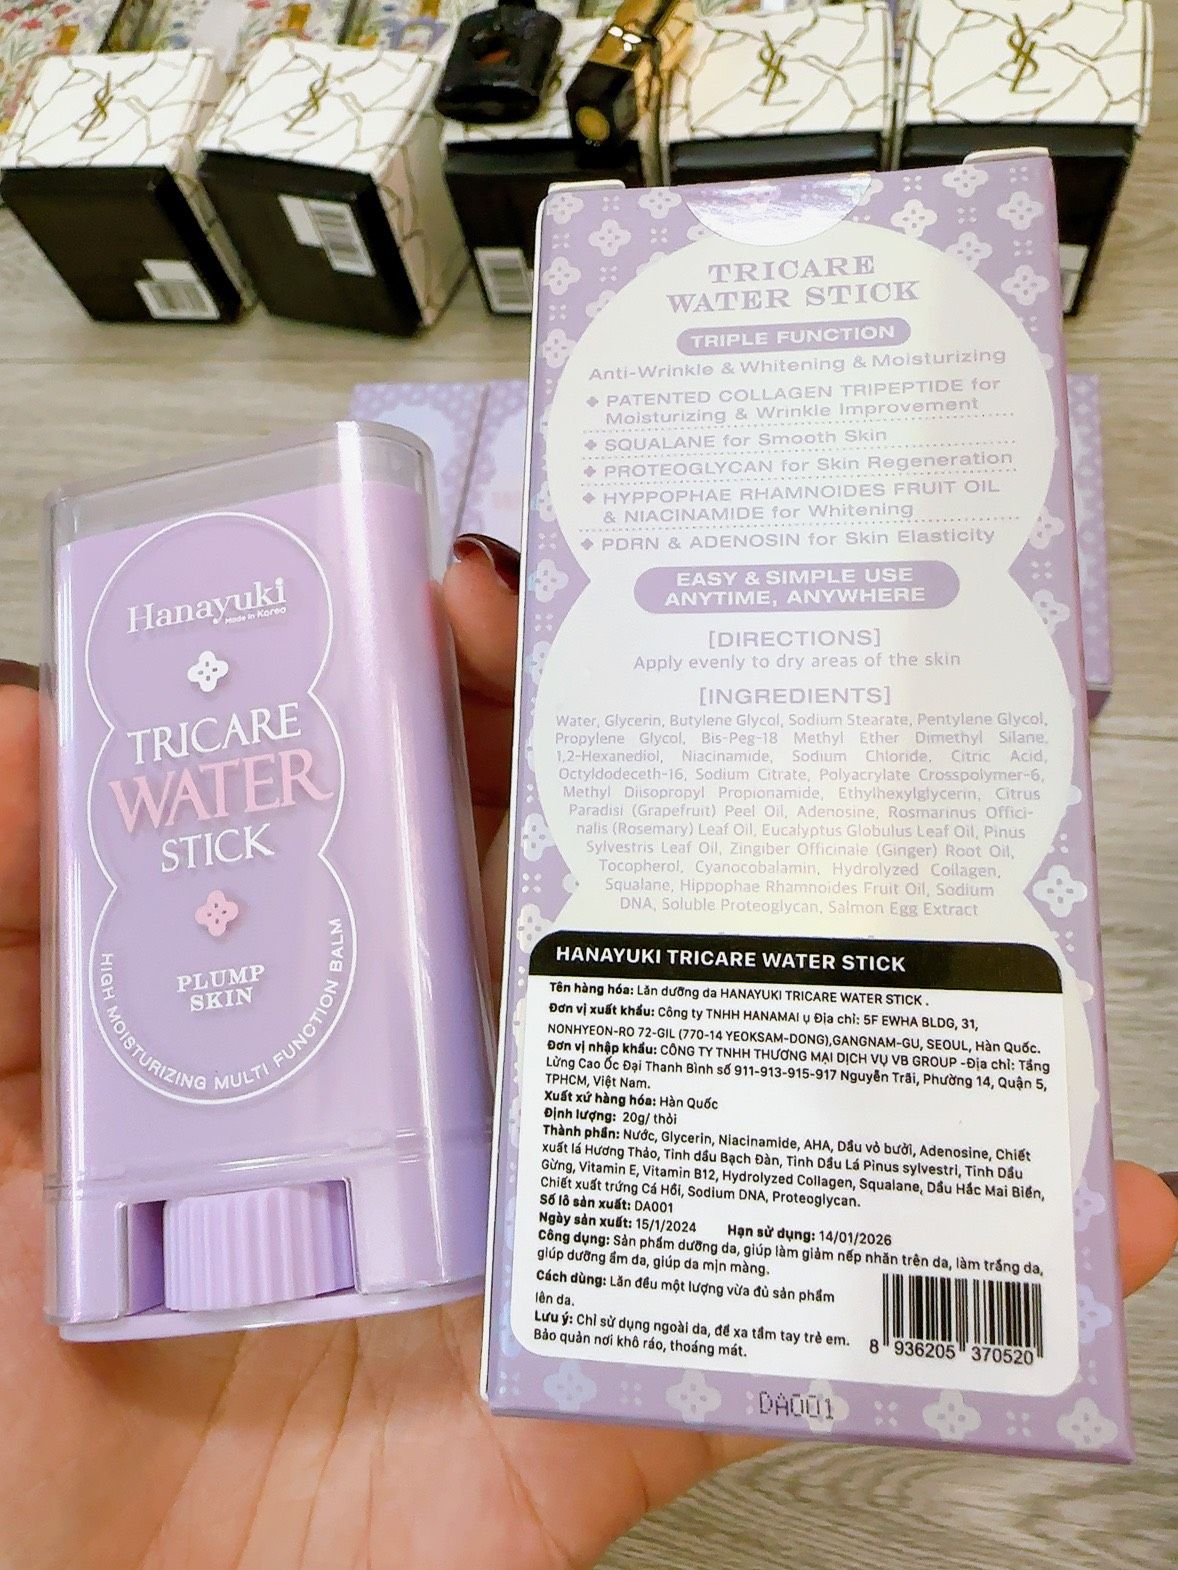 YSL
YSL
YSL
YSL
Hanayuki
Made in Korea
TRICARE
WATER
STICK
PLUMP
SKIN
HIGH MOISTURIZING MULTI FUNCTION BALM
TRICARE
WATER STICK
TRIPLE FUNCTION
Anti-Wrinkle & Whitening & Moisturizing
PATENTED COLLAGEN TRIPEPTIDE for
Moisturizing & Wrinkle Improvement
SQUALANE for Smooth Skin
PROTEOGLYCAN for Skin Regeneration
HYPPOPHAE RHAMNOIDES FRUIT OIL
& NIACINAMIDE for Whitening
PDRN & ADENOSIN for Skin Elasticity
EASY & SIMPLE USE
ANYTIME, ANYWHERE
[DIRECTIONS]
Apply evenly to dry areas of the skin
[INGREDIENTS]
Water, Glycerin, Butylene Glycol, Sodium Stearate, Pentylene Glycol,
Propylene Glycol, Bis-Peg-18 Methyl Ether Dimethyl Silane,
1,2-Hexanediol, Niacinamide, Sodium Chloride, Citric Acid,
Octyldodeceth-16, Sodium Citrate, Polyacrylate Crosspolymer-6,
Methyl Diisopropyl Propionamide, Ethylhexylglycerin, Citrus
Paradisi (Grapefruit) Peel Oil, Adenosine, Rosmarinus Offici-
nalis (Rosemary) Leaf Oil, Eucalyptus Globulus Leaf Oil, Pinus
Sylvestris Leaf Oil, Zingiber Officinale (Ginger) Root Oil,
Tocopherol, Cyanocobalamin, Hydrolyzed Collagen,
Squalane, Hippophae Rhamnoides Fruit Oil, Sodium
DNA, Soluble Proteoglycan, Salmon Egg Extract
HANAYUKI TRICARE WATER STICK
Tên hàng hóa: Lăn dưỡng da HANAYUKI TRICARE WATER STICK .
Đơn vị xuất khẩu: Công ty TNHH HANAMAI ụ Địa chỉ: 5F EWHA BLDG, 31,
NONHYEON-RO 72-GIL (770-14 YEOKSAM-DONG),GANGNAM-GU, SEOUL, Hàn Quốc.
Đơn vị nhập khẩu: CÔNG TY TNHH THƯƠNG MẠI DỊCH VỤ VB GROUP -Địa chỉ: Tầng
Lửng Cao Ốc Đại Thanh Bình số 911-913-915-917 Nguyễn Trãi, Phường 14, Quận 5,
TPHCM, Việt Nam.
Xuất xứ hàng hóa: Hàn Quốc
Định lượng: 20g/ thỏi
Thành phần: Nước, Glycerin, Niacinamide, AHA, Dầu vỏ bưởi, Adenosine, Chiết
xuất lá Hương Thảo, Tinh dầu Bạch Đàn, Tinh Dầu Lá Pinus sylvestri, Tinh Dầu
Gừng, Vitamin E, Vitamin B12, Hydrolyzed Collagen, Squalane, Dầu Hắc Mai Biển,
Chiết xuất trứng Cá Hồi, Sodium DNA, Proteoglycan.
Số lô sản xuất: DA001
Ngày sản xuất: 15/1/2024 Hạn sử dụng: 14/01/2026
Công dụng: Sản phẩm dưỡng da, giúp làm giảm nếp nhăn trên da, làm trắng da,
giúp dưỡng ẩm da, giúp da mịn màng.
Cách dùng: Lăn đều một lượng vừa đủ sản phẩm
lên da.
Lưu ý: Chỉ sử dụng ngoài da, để xa tầm tay trẻ em.
Bảo quản nơi khô ráo, thoáng mát.
8 936205 370520
DA001